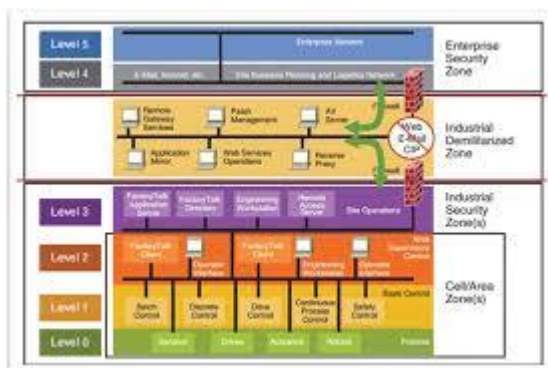 Level 5
Enterprise Network
Level 4
E-Mail, Intranet, etc.
Site Business Planning and Logistics Network
Enterprise
Security
Zone
Firewall
Remote
Gateway
Services
Patch
Management
AV
Server
Application
Mirror
Web Services
Operations
Reverse
Proxy
Web
E-Mail
CIP
Firewall
Industrial
Demilitarized
Zone
Level 3
FactoryTalk
Application
Server
FactoryTalk
Directory
Engineering
Workstation
Remote
Access
Server
Site Operations
Industrial
Security
Zone(s)
Level 2
FactoryTalk
Client
Operator
Interface
FactoryTalk
Client
Engineering
Workstation
Operator
Interface
Area
Supervisory
Control
Level 1
Batch
Control
Discrete
Control
Drive
Control
Continuous
Process
Control
Safety
Control
Basic Control
Level 0
Sensors
Drives
Actuators
Robots
Process
Cell/Area
Zone(s)